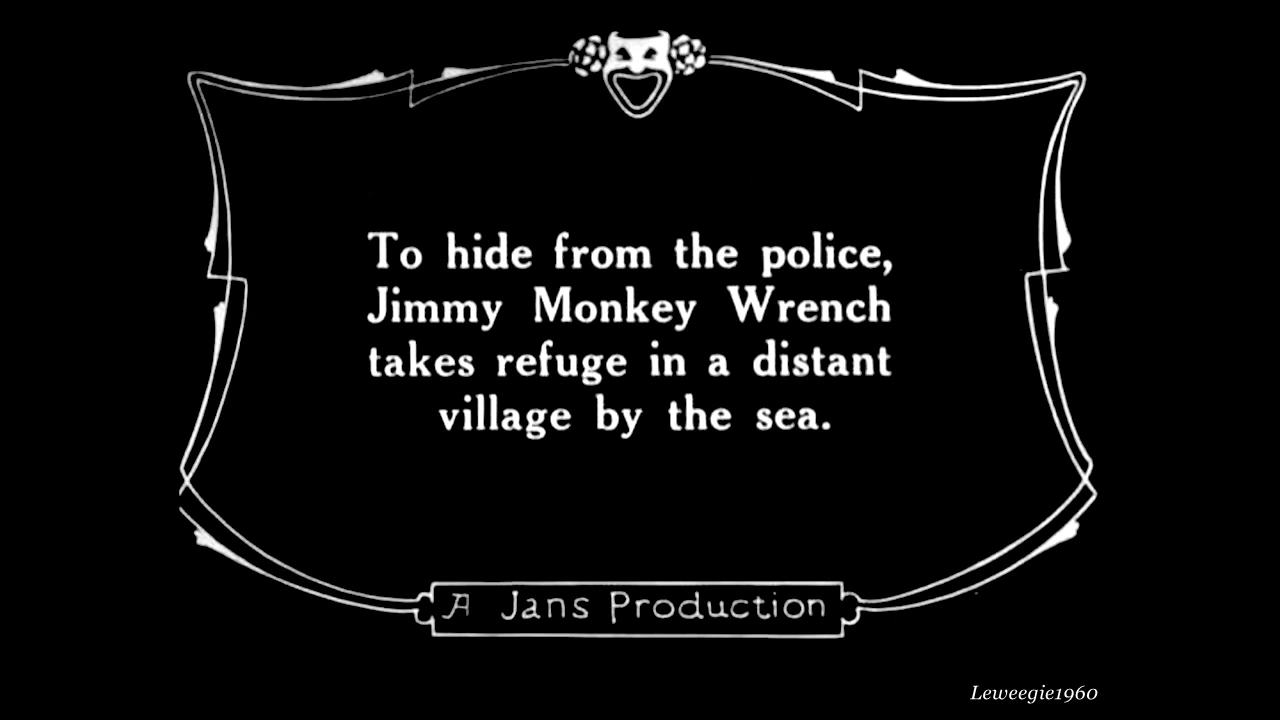 To hide from the police,
Jimmy Monkey Wrench
takes refuge in a distant
village by the sea.
A Jans Production
Leweegie1960